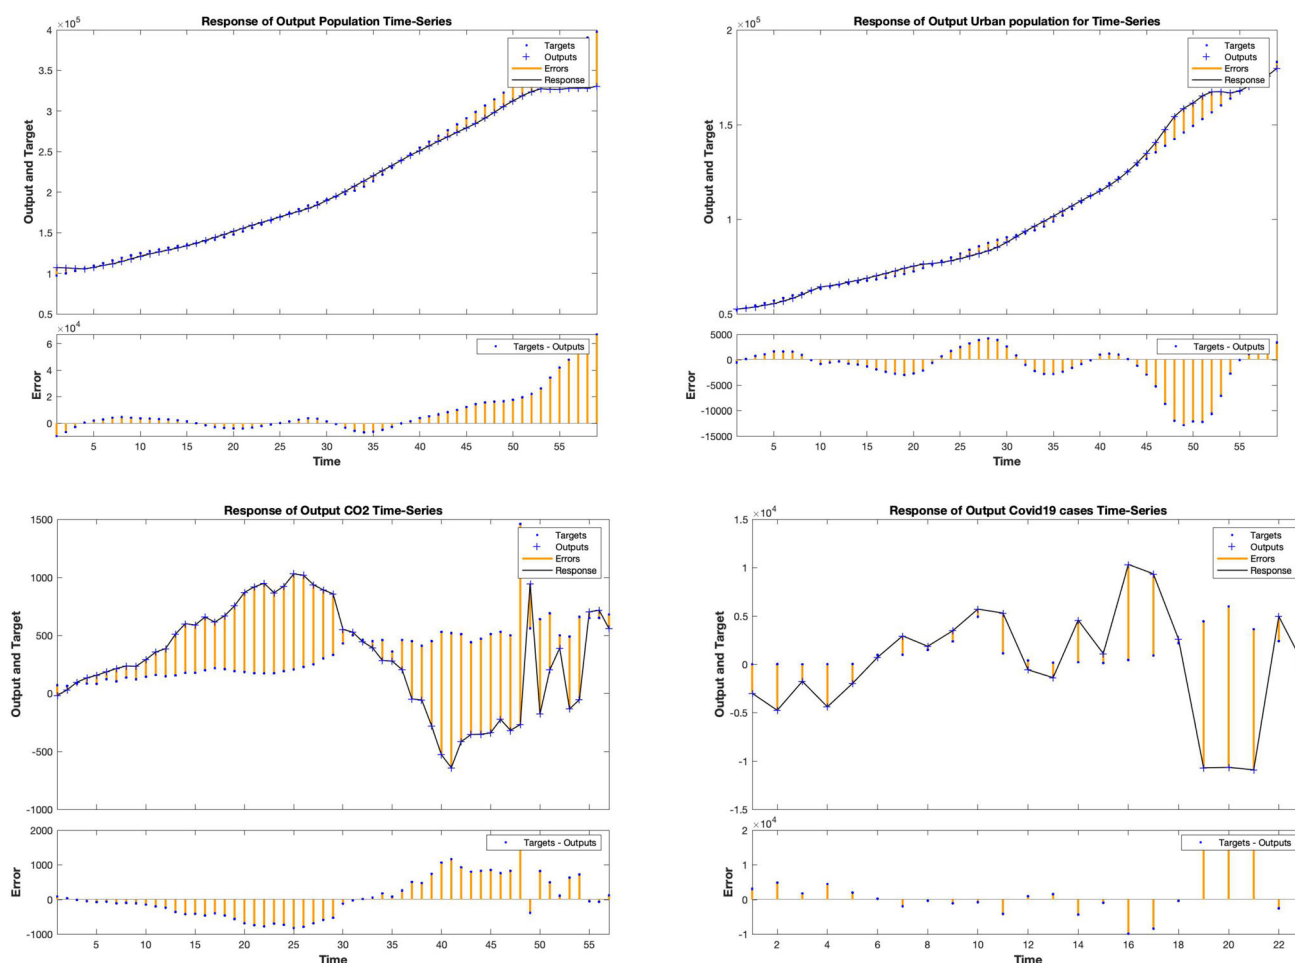 Response of Output Population Time-Series
×10^5
4
3.5
3
2.5
2
1.5
1
0.5
Output and Target
Targets
Outputs
Errors
Response
×10^4
6
4
2
0
Error
Targets - Outputs
5 10 15 20 25 30 35 40 45 50 55
Time
Response of Output Urban population for Time-Series
×10^5
2
1.5
1
0.5
Output and Target
Targets
Outputs
Errors
Response
5000
0
-5000
-10000
-15000
Error
Targets - Outputs
5 10 15 20 25 30 35 40 45 50 55
Time
Response of Output CO2 Time-Series
1500
1000
500
0
-500
-1000
Output and Target
Targets
Outputs
Errors
Response
2000
1000
0
-1000
Error
Targets - Outputs
5 10 15 20 25 30 35 40 45 50 55
Time
Response of Output Covid19 cases Time-Series
×10^4
1.5
1
0.5
0
-0.5
-1
-1.5
Output and Target
Targets
Outputs
Errors
Response
×10^4
2
1
0
-1
Error
Targets - Outputs
2 4 6 8 10 12 14 16 18 20 22
Time